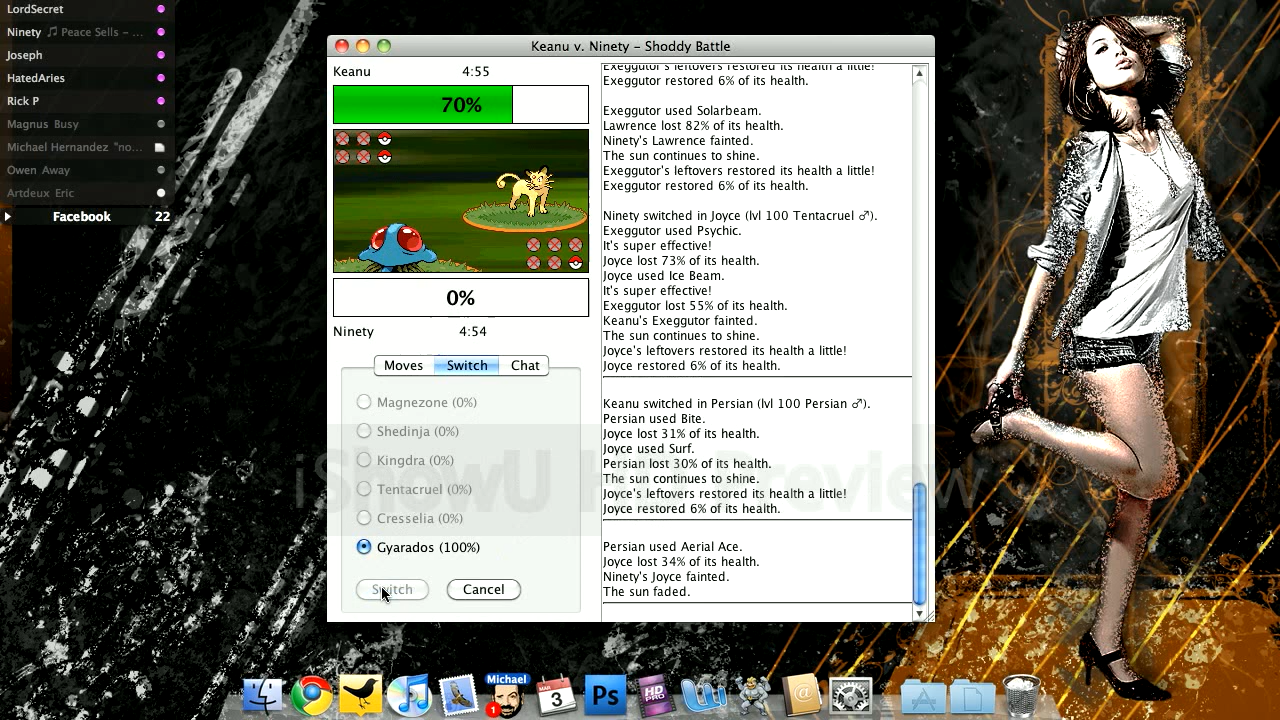 LordSecret
Ninety ♫ Peace Sells – ...
Joseph
HatedAries
Rick P
Magnus Busy
Michael Hernandez "no...
Owen Away
Artdeux Eric
Facebook 22
Keanu v. Ninety – Shoddy Battle
Keanu 4:55
70%
0%
Ninety 4:54
Moves Switch Chat
Magnezone (0%)
Shedinja (0%)
Kingdra (0%)
Tentacruel (0%)
Cresselia (0%)
Gyarados (100%)
Switch Cancel
Exeggutor's leftovers restored its health a little!
Exeggutor restored 6% of its health.
Exeggutor used Solarbeam.
Lawrence lost 82% of its health.
Ninety's Lawrence fainted.
The sun continues to shine.
Exeggutor's leftovers restored its health a little!
Exeggutor restored 6% of its health.
Ninety switched in Joyce (lvl 100 Tentacruel ♂).
Exeggutor used Psychic.
It's super effective!
Joyce lost 73% of its health.
Joyce used Ice Beam.
It's super effective!
Exeggutor lost 55% of its health.
Keanu's Exeggutor fainted.
The sun continues to shine.
Joyce's leftovers restored its health a little!
Joyce restored 6% of its health.
Keanu switched in Persian (lvl 100 Persian ♂).
Persian used Bite.
Joyce lost 31% of its health.
Joyce used Surf.
Persian lost 30% of its health.
The sun continues to shine.
Joyce's leftovers restored its health a little!
Joyce restored 6% of its health.
Persian used Aerial Ace.
Joyce lost 34% of its health.
Ninety's Joyce fainted.
The sun faded.
iShowU HD Preview
Michael
1
MAR
3
Ps
HD
PRO